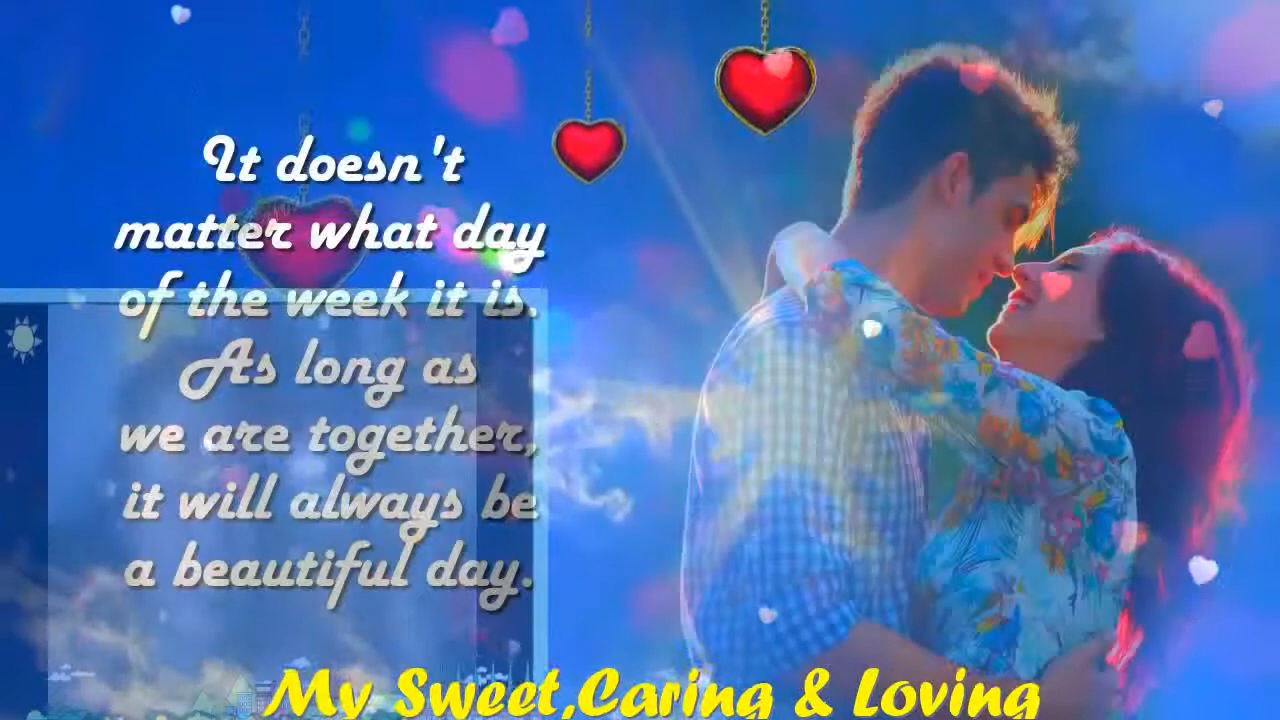 It doesn't
matter what day
of the week it is.
As long as
we are together,
it will always be
a beautiful day.
My Sweet,Caring & Loving